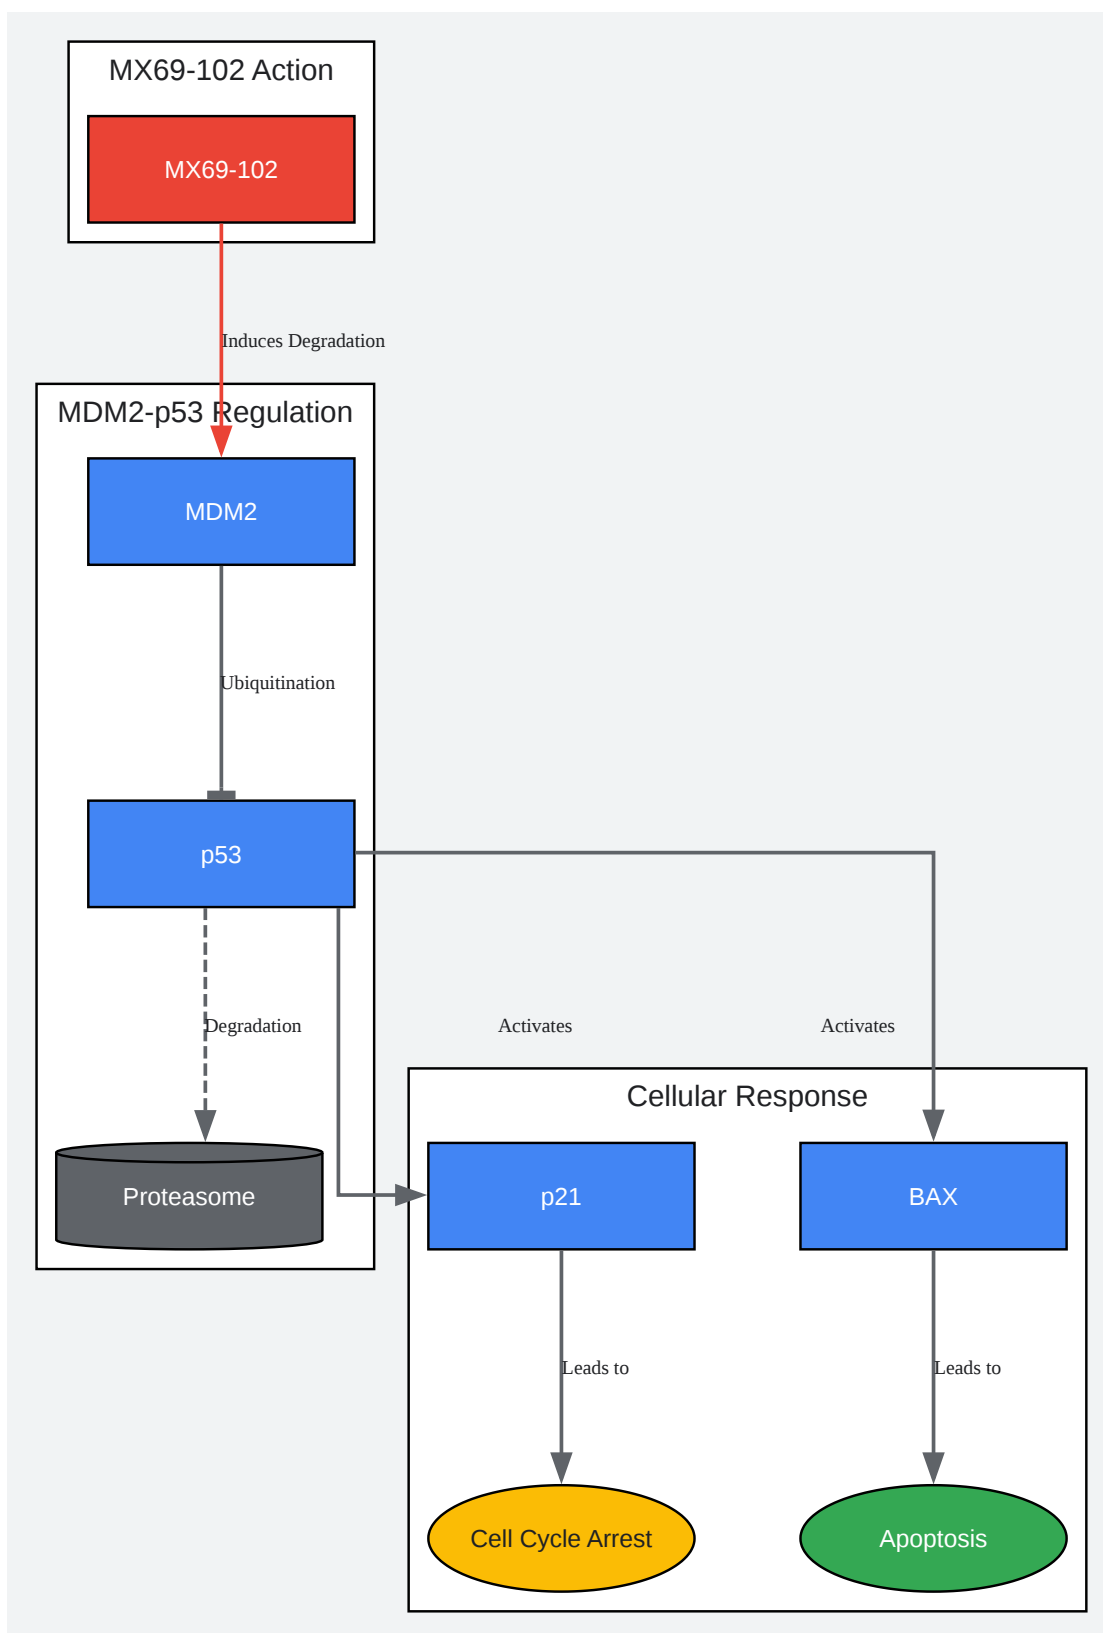 MX69-102 Action
MX69-102
Induces Degradation
MDM2-p53 Regulation
MDM2
Ubiquitination
p53
Degradation
Activates
Activates
Cellular Response
Proteasome
p21
BAX
Leads to
Leads to
Cell Cycle Arrest
Apoptosis